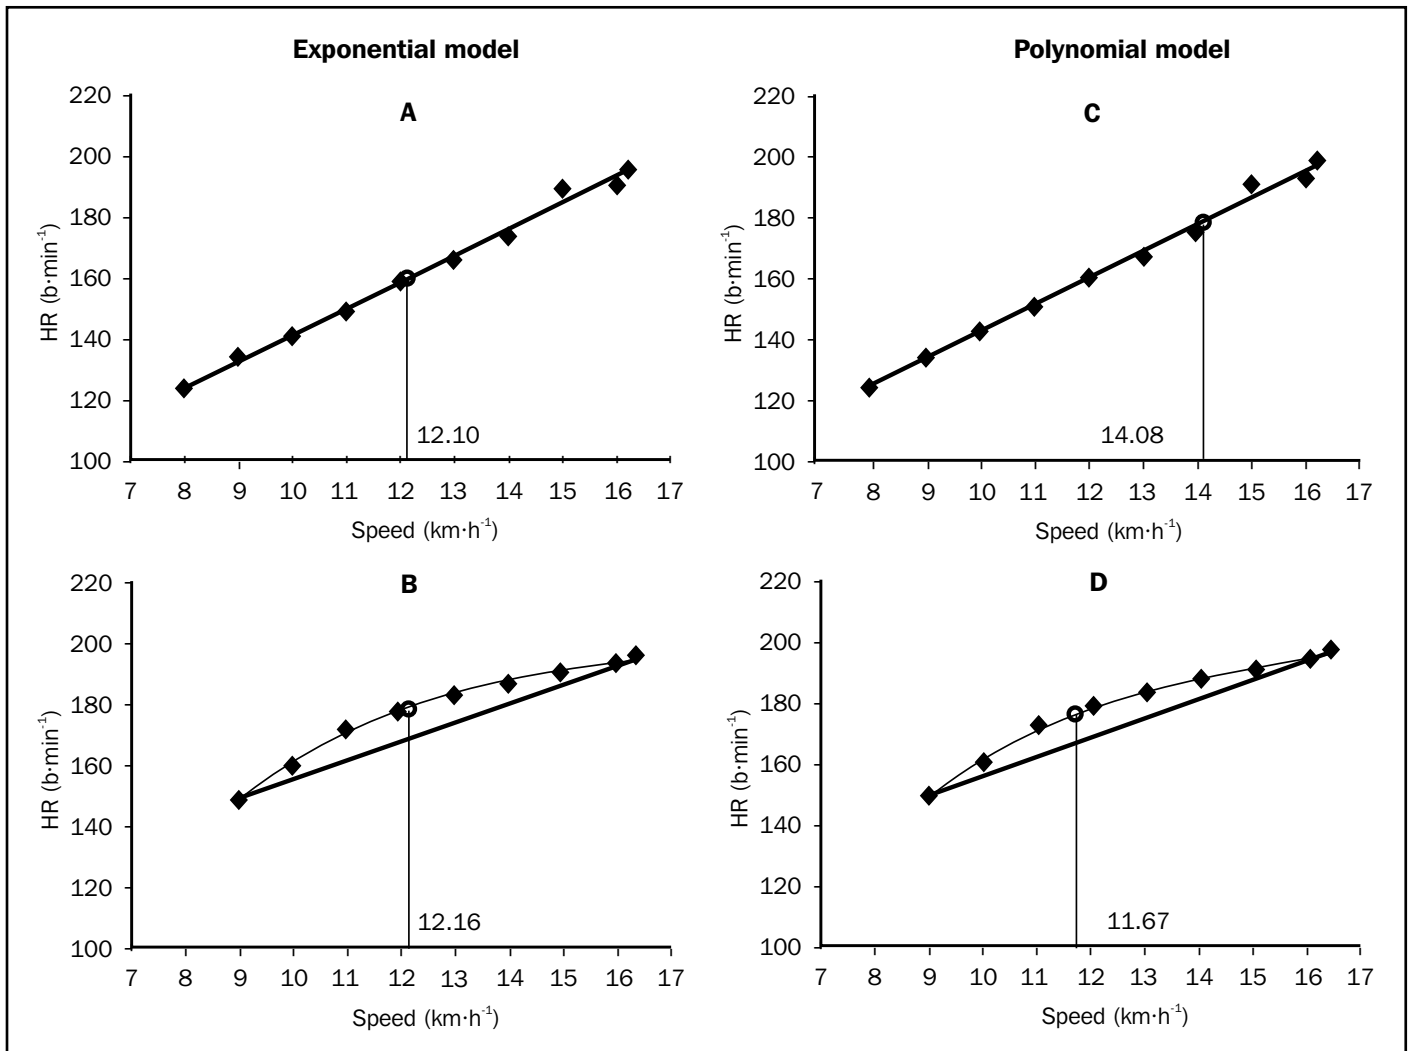 Exponential model
Polynomial model
A
220
200
180
160
140
120
100
HR (b·min⁻¹)
12.10
7 8 9 10 11 12 13 14 15 16 17
Speed (km·h⁻¹)
C
220
200
180
160
140
120
100
HR (b·min⁻¹)
14.08
7 8 9 10 11 12 13 14 15 16 17
Speed (km·h⁻¹)
B
220
200
180
160
140
120
100
HR (b·min⁻¹)
12.16
7 8 9 10 11 12 13 14 15 16 17
Speed (km·h⁻¹)
D
220
200
180
160
140
120
100
HR (b·min⁻¹)
11.67
7 8 9 10 11 12 13 14 15 16 17
Speed (km·h⁻¹)